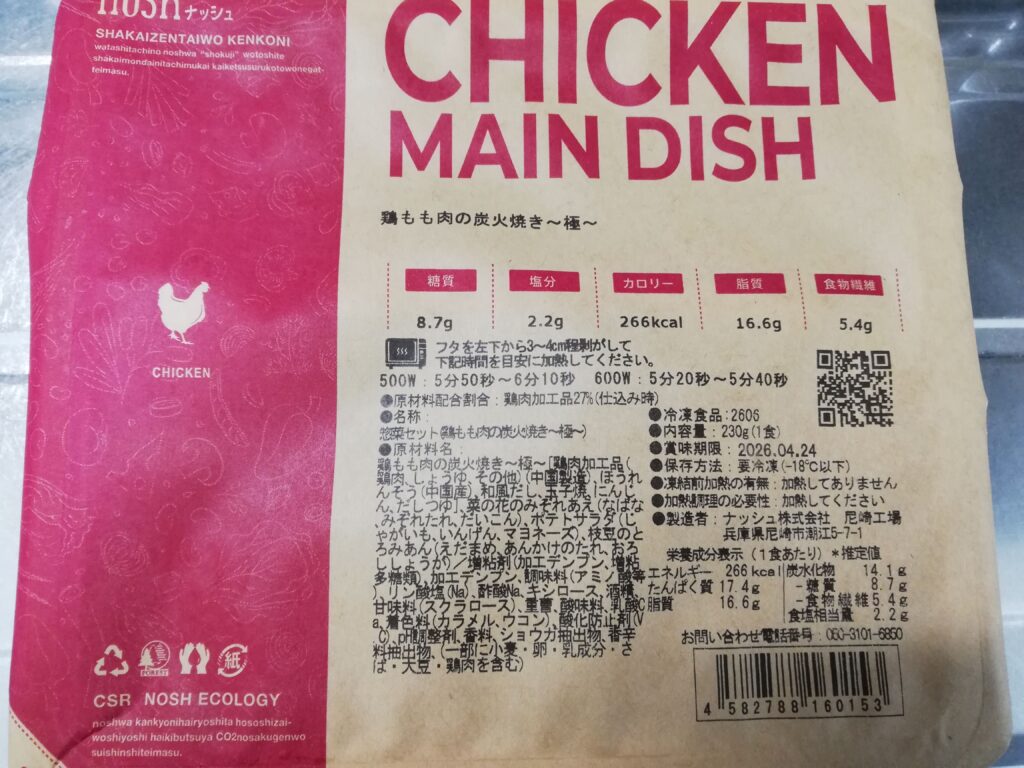 nosh ナッシュ
SHAKAIZENTAIWO KENKONI
watashitachino noshwa "shokuji" wotoshite
shakaimondainitachimukai kaiketsusurukotowonegat-
teimasu.
CHICKEN
MAIN DISH
鶏もも肉の炭火焼き～極～
糖質 塩分 カロリー 脂質 食物繊維
8.7g 2.2g 266kcal 16.6g 5.4g
フタを左下から3～4cm程剥がして
下記時間を目安に加熱してください。
500W：5分50秒～6分10秒 600W：5分20秒～5分40秒
CHICKEN
●原材料配合割合：鶏肉加工品27%(仕込み時)
●名称：
惣菜セット(鶏もも肉の炭火焼き～極～)
●原材料名：
鶏もも肉の炭火焼き～極～[鶏肉加工品(
鶏肉、しょうゆ、その他)(中国製造)、ほうれ
んそう(中国産)、和風だし、玉子焼、にんじ
ん、だしつゆ]、菜の花のみぞれあえ(なばな
、みぞれたれ、だいこん)、ポテトサラダ(じ
ゃがいも、いんげん、マヨネーズ)、枝豆のと
ろみあん(えだまめ、あんかけのたれ、おろ
ししょうが)／増粘剤(加工デンプン、増粘
多糖類)、加工デンプン、調味料(アミノ酸等
)、リン酸塩(Na)、酢酸Na、キシロース、酒精、
甘味料(スクラロース)、重曹、酸味料、乳酸C
a、着色料(カラメル、ウコン)、酸化防止剤(V
.C)、pH調整剤、香料、ショウガ抽出物、香辛
料抽出物、(一部に小麦・卵・乳成分・さ
ば・大豆・鶏肉を含む)
●冷凍食品：260S
●内容量：230g(1食)
●賞味期限：2026.04.24
●保存方法：要冷凍(-18℃以下)
●凍結前加熱の有無：加熱してありません
●加熱調理の必要性：加熱してください
●製造者：ナッシュ株式会社 尼崎工場
兵庫県尼崎市潮江5-7-1
栄養成分表示（1食あたり）＊推定値
エネルギー 266kcal 炭水化物 14.1g
たんぱく質 17.4g -糖質 8.7g
脂質 16.6g -食物繊維 5.4g
食塩相当量 2.2g
お問い合わせ電話番号：050-3101-6850
4 582788 160153
紙
CSR NOSH ECOLOGY
noshwa kankyonihairyoshita hososhizai-
woshiyoshi haikibutsuya CO2nosakugenwo
suishinshiteimasu.